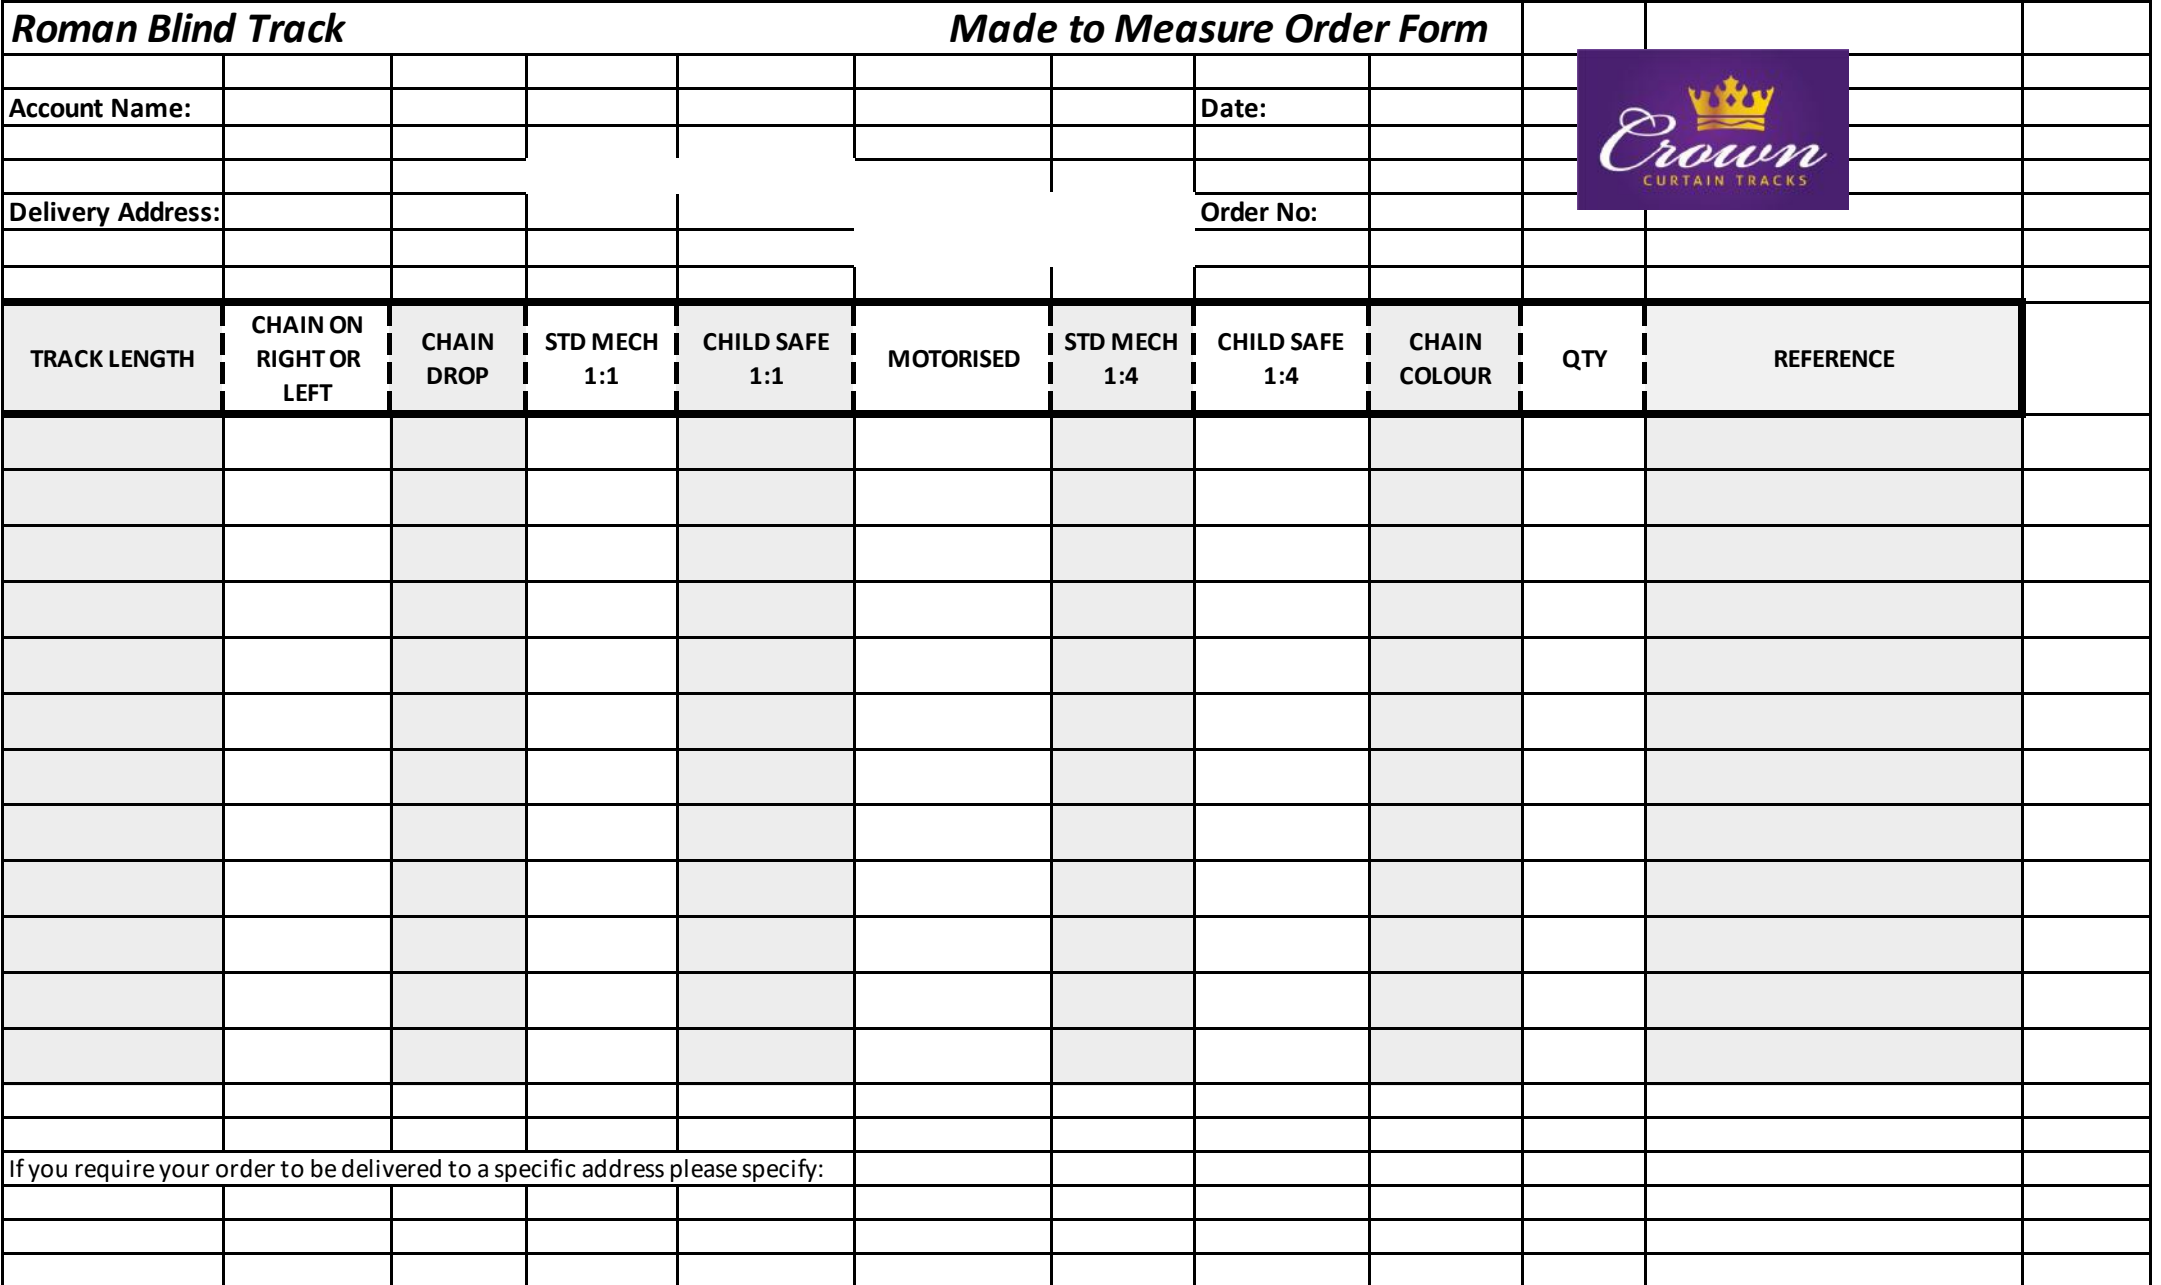 Roman Blind Track Made to Measure Order Form
Crown
CURTAIN TRACKS
Account Name: Date:
Delivery Address: Order No:
TRACK LENGTH
CHAIN ON
RIGHT OR
LEFT
CHAIN
DROP
STD MECH
1:1
CHILD SAFE
1:1
MOTORISED
STD MECH
1:4
CHILD SAFE
1:4
CHAIN
COLOUR
QTY
REFERENCE
If you require your order to be delivered to a specific address please specify: